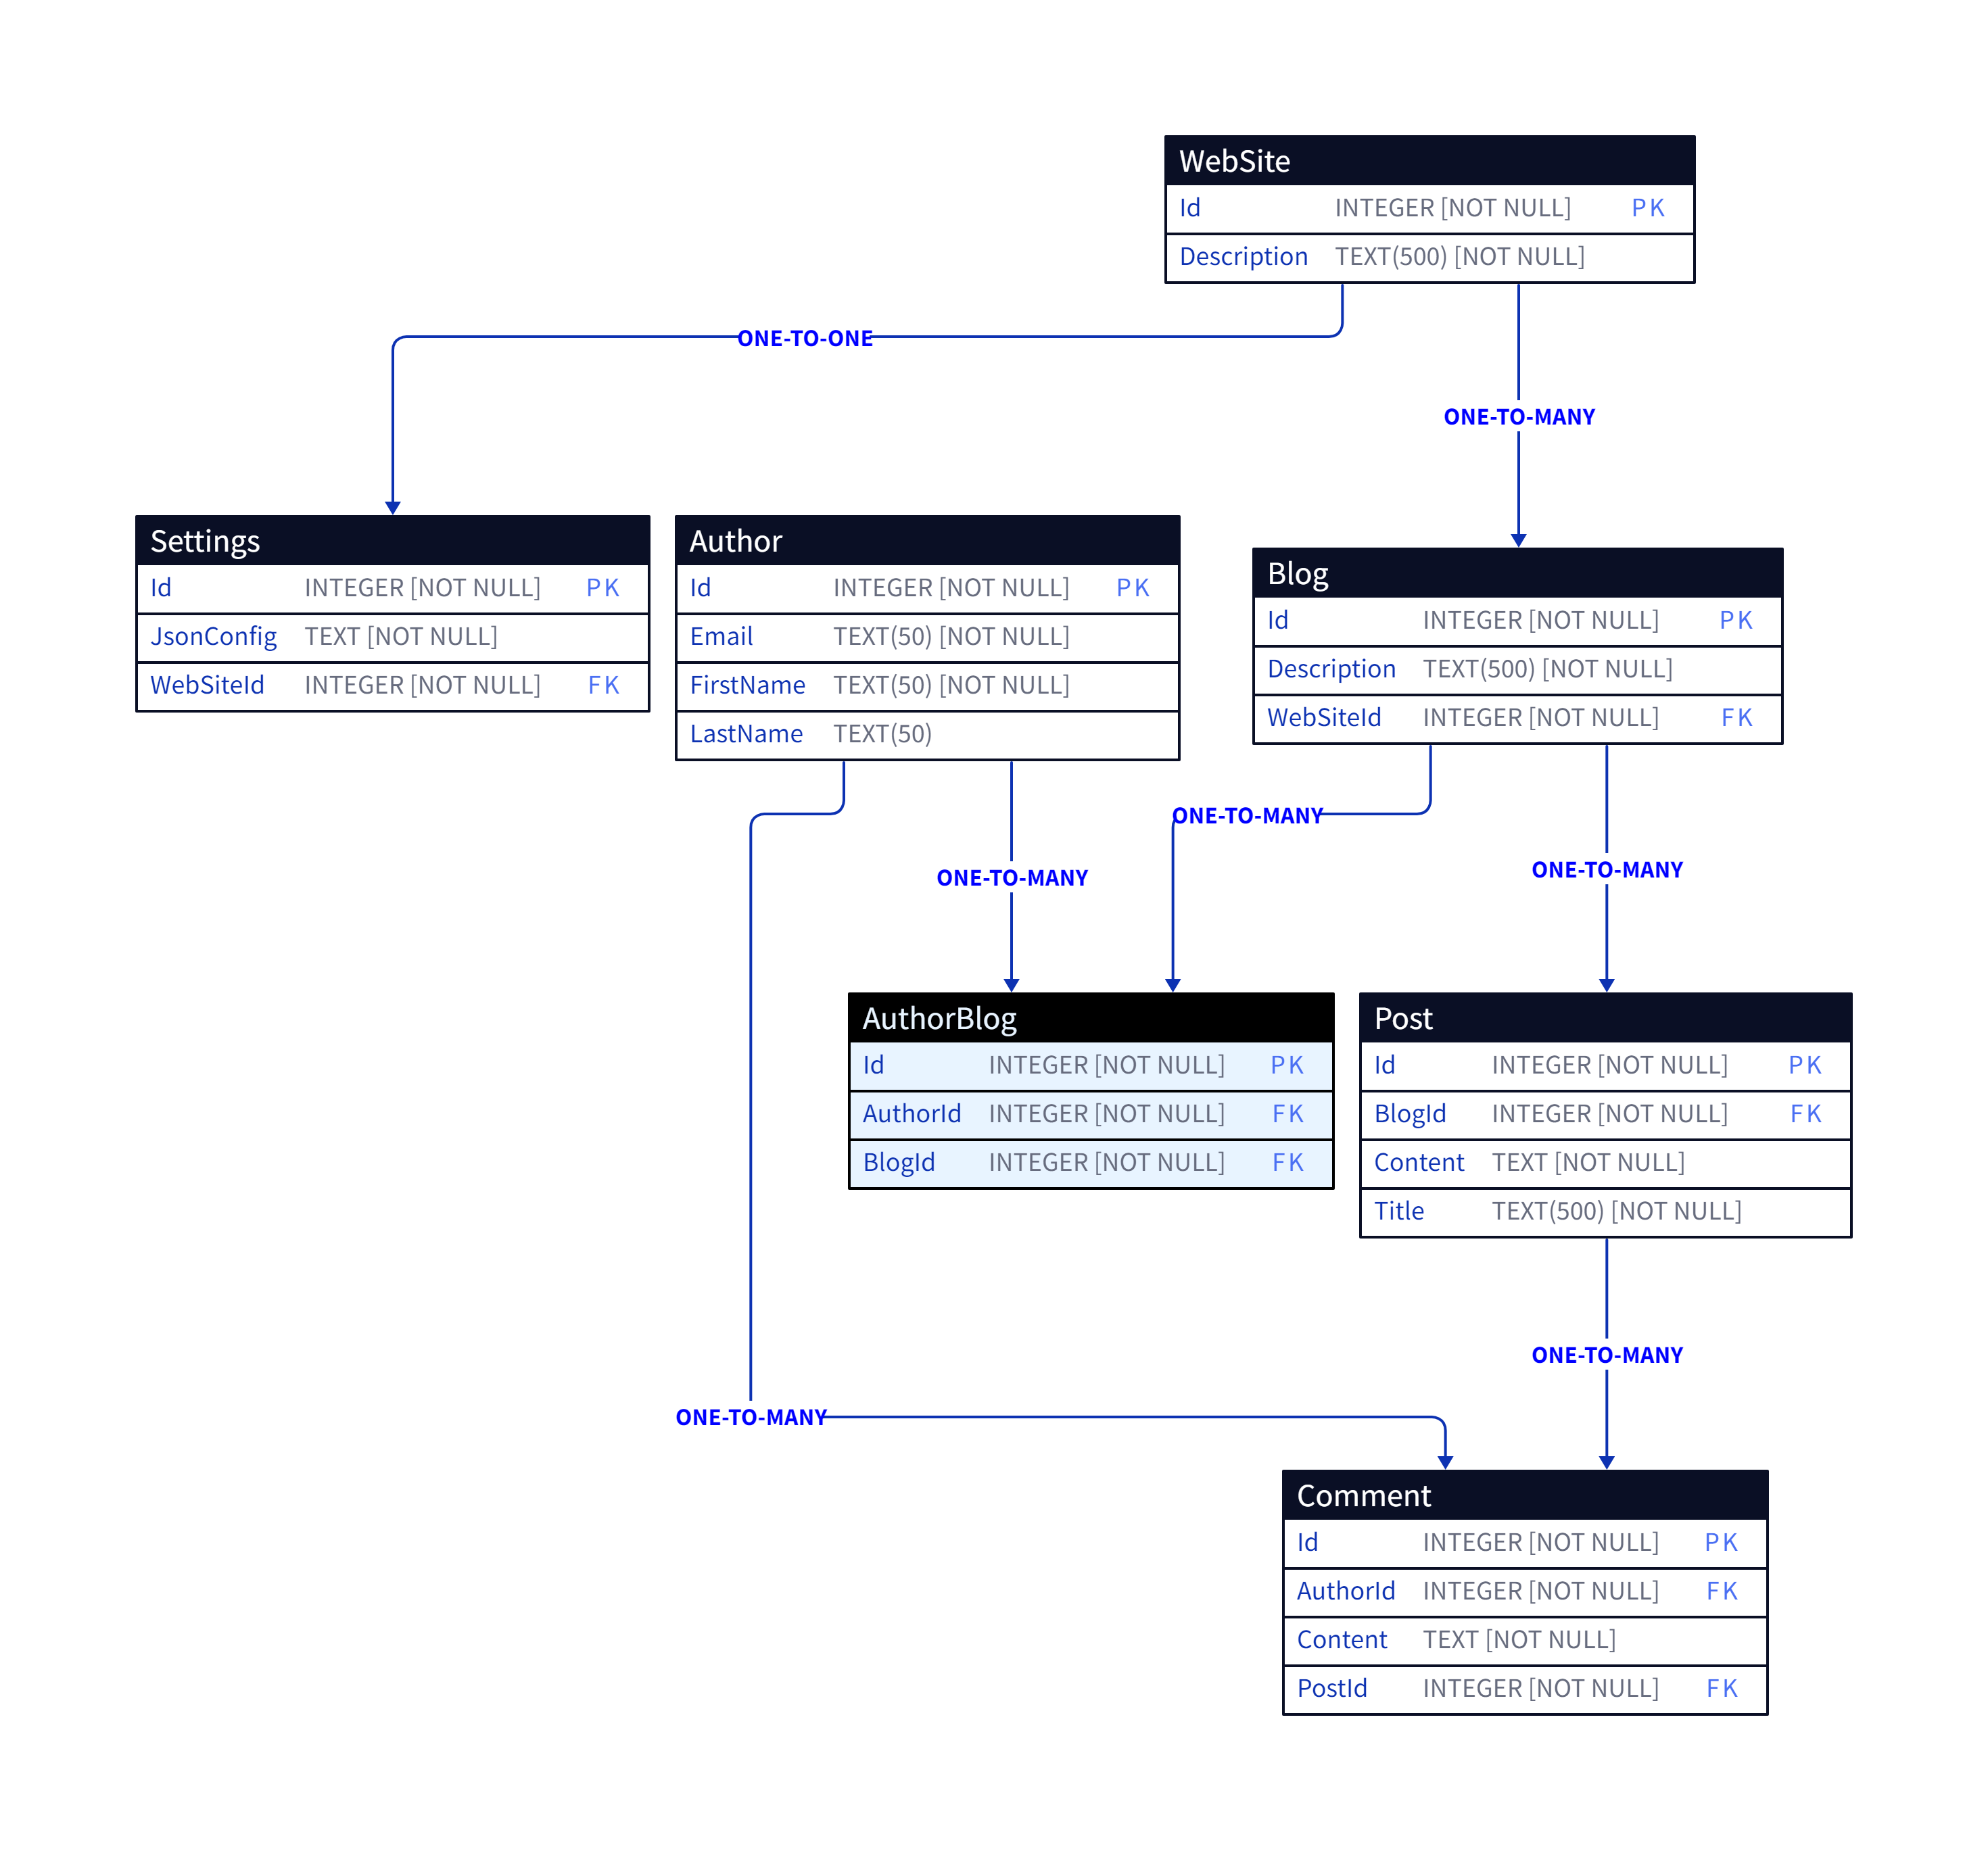 WebSite
Id INTEGER [NOT NULL] PK
Description TEXT(500) [NOT NULL]
ONE-TO-ONE
ONE-TO-MANY
Settings
Id INTEGER [NOT NULL] PK
JsonConfig TEXT [NOT NULL]
WebSiteId INTEGER [NOT NULL] FK
Author
Id INTEGER [NOT NULL] PK
Email TEXT(50) [NOT NULL]
FirstName TEXT(50) [NOT NULL]
LastName TEXT(50)
Blog
Id INTEGER [NOT NULL] PK
Description TEXT(500) [NOT NULL]
WebSiteId INTEGER [NOT NULL] FK
ONE-TO-MANY
ONE-TO-MANY
ONE-TO-MANY
AuthorBlog
Id INTEGER [NOT NULL] PK
AuthorId INTEGER [NOT NULL] FK
BlogId INTEGER [NOT NULL] FK
Post
Id INTEGER [NOT NULL] PK
BlogId INTEGER [NOT NULL] FK
Content TEXT [NOT NULL]
Title TEXT(500) [NOT NULL]
ONE-TO-MANY
ONE-TO-MANY
Comment
Id INTEGER [NOT NULL] PK
AuthorId INTEGER [NOT NULL] FK
Content TEXT [NOT NULL]
PostId INTEGER [NOT NULL] FK